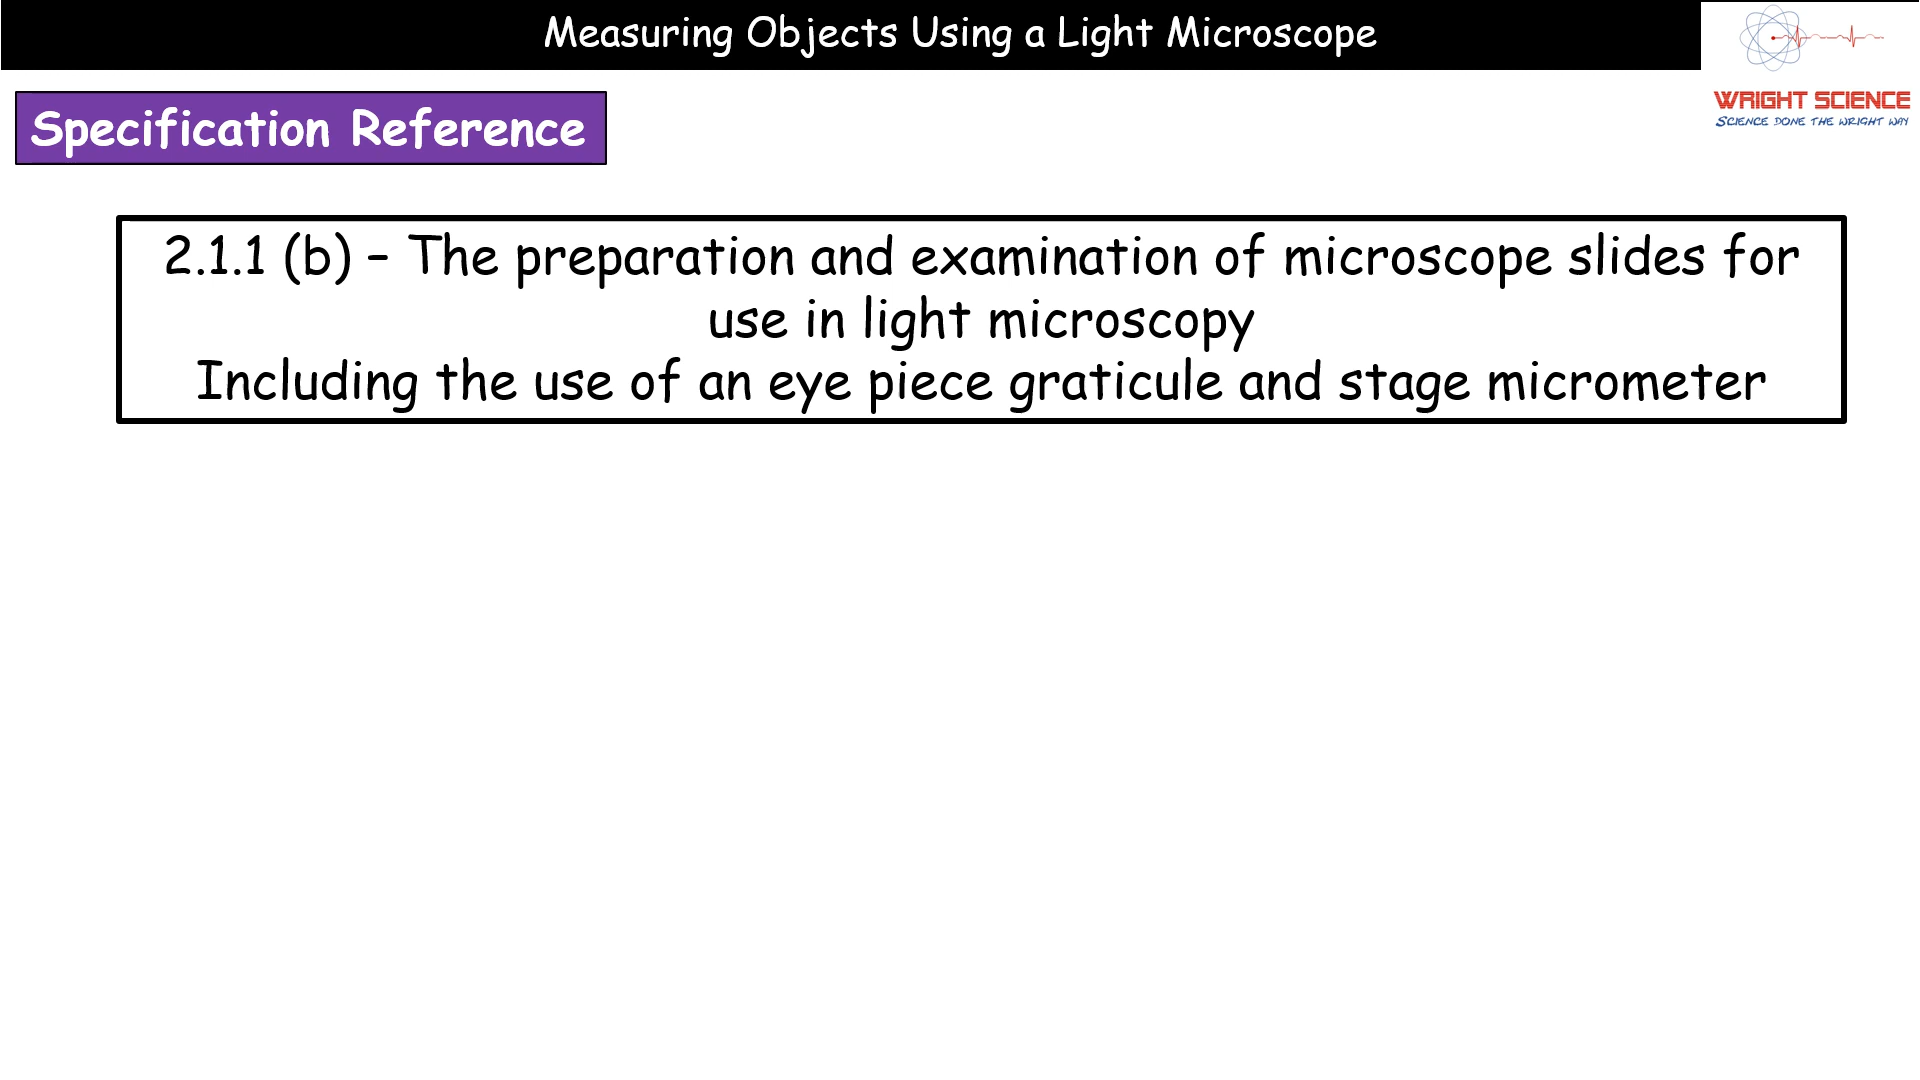 Measuring Objects Using a Light Microscope
WRIGHT SCIENCE
SCIENCE DONE THE WRIGHT WAY
Specification Reference
2.1.1 (b) – The preparation and examination of microscope slides for
use in light microscopy
Including the use of an eye piece graticule and stage micrometer